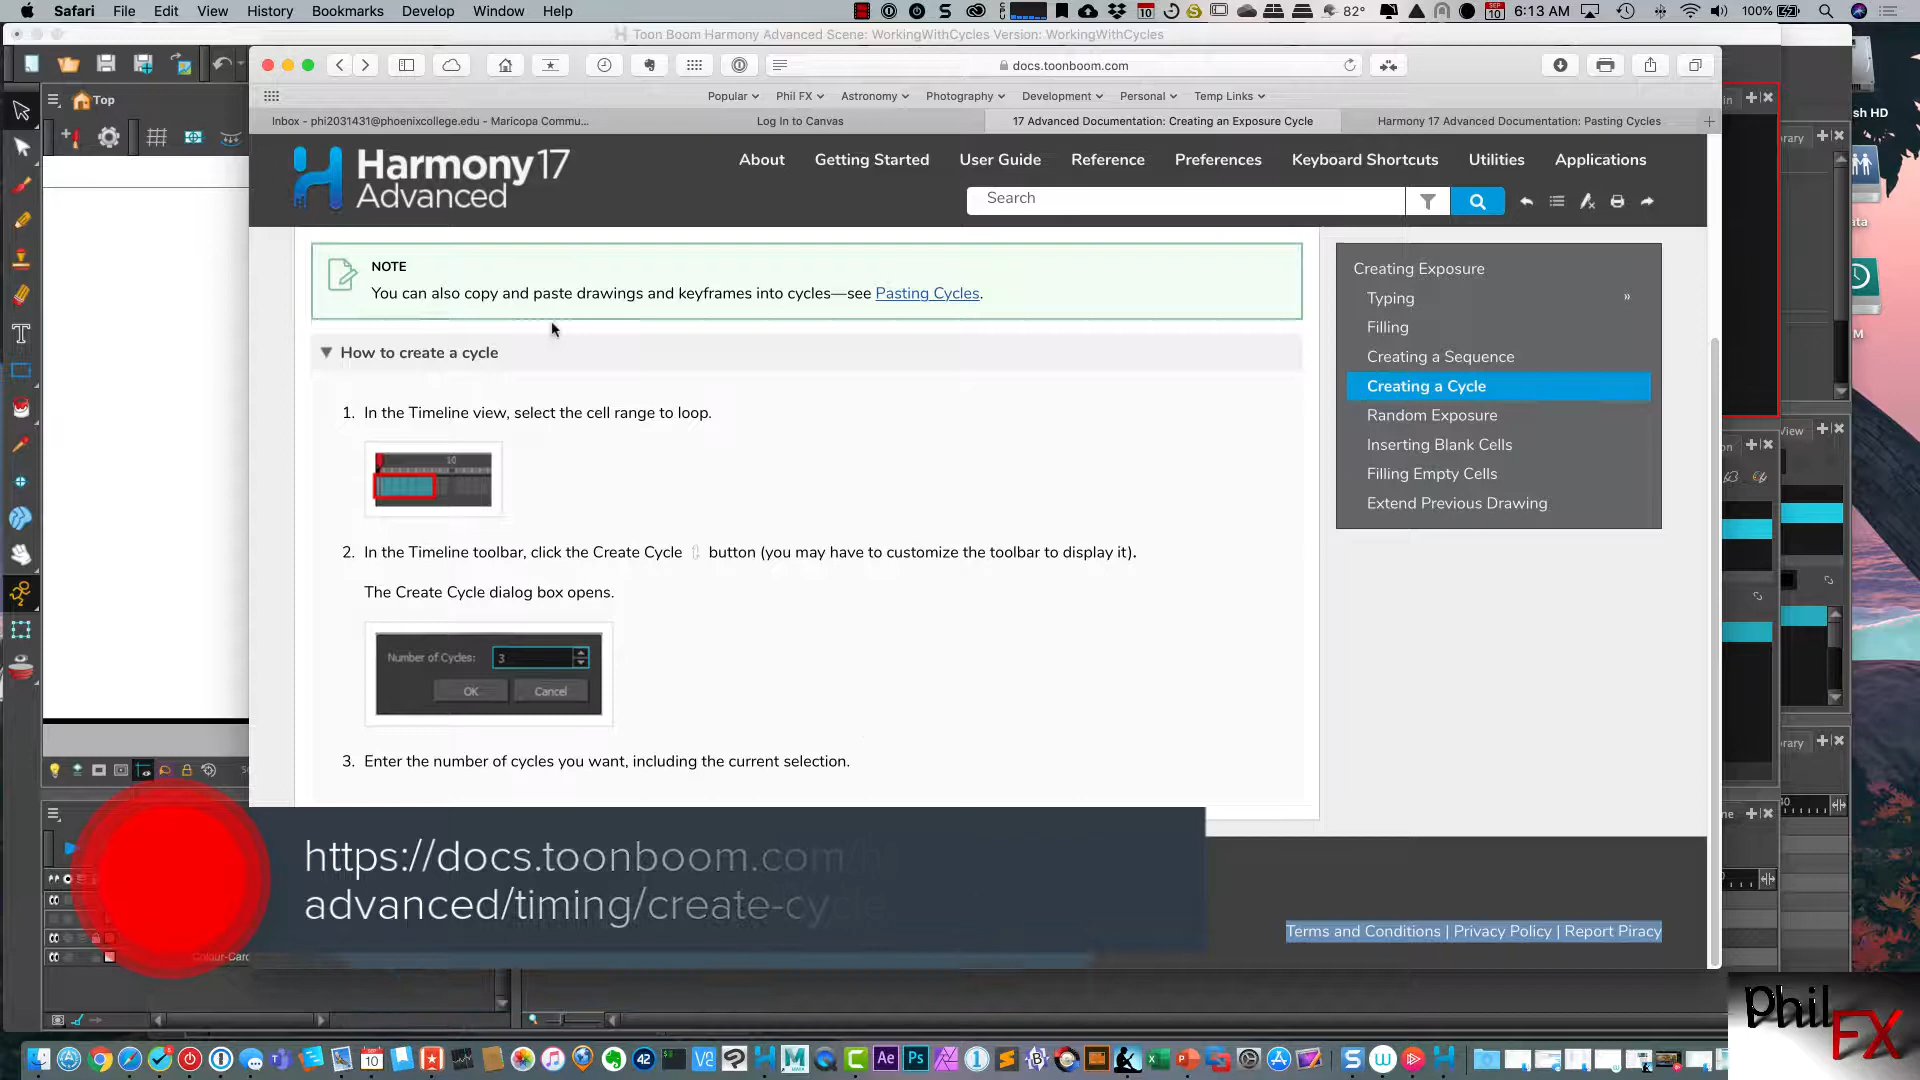 Safari File Edit View History Bookmarks Develop Window Help
82° 10 SEP 10 6:13 AM 100%
Toon Boom Harmony Advanced Scene: WorkingWithCycles Version: WorkingWithCycles
docs.toonboom.com
Top
Popular Phil FX Astronomy Photography Development Personal Temp Links
Inbox - phi2031431@phoenixcollege.edu - Maricopa Commu...
Log In to Canvas
17 Advanced Documentation: Creating an Exposure Cycle
Harmony 17 Advanced Documentation: Pasting Cycles
Harmony 17
Advanced
About Getting Started User Guide Reference Preferences Keyboard Shortcuts Utilities Applications
Search
NOTE
You can also copy and paste drawings and keyframes into cycles—see Pasting Cycles.
How to create a cycle
1. In the Timeline view, select the cell range to loop.
10
2. In the Timeline toolbar, click the Create Cycle button (you may have to customize the toolbar to display it).
The Create Cycle dialog box opens.
Number of Cycles: 3
OK Cancel
3. Enter the number of cycles you want, including the current selection.
Creating Exposure
Typing »
Filling
Creating a Sequence
Creating a Cycle
Random Exposure
Inserting Blank Cells
Filling Empty Cells
Extend Previous Drawing
https://docs.toonboom.com/h
advanced/timing/create-cycle
Terms and Conditions | Privacy Policy | Report Piracy
Phil
FX